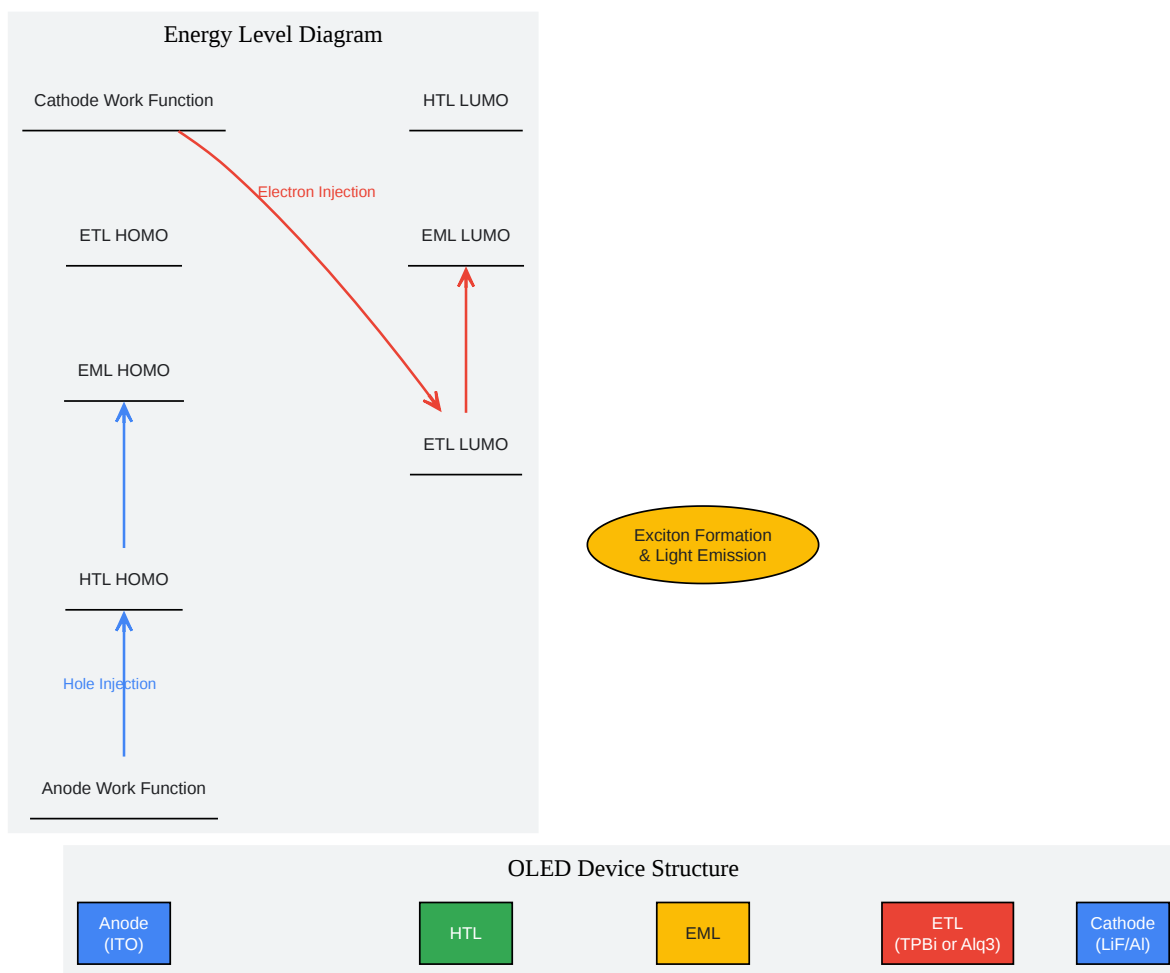 Energy Level Diagram
Cathode Work Function
HTL LUMO
Electron Injection
ETL HOMO
EML LUMO
EML HOMO
ETL LUMO
Exciton Formation
& Light Emission
HTL HOMO
Hole Injection
Anode Work Function
OLED Device Structure
Anode
(ITO)
HTL
EML
ETL
(TPBi or Alq3)
Cathode
(LiF/Al)